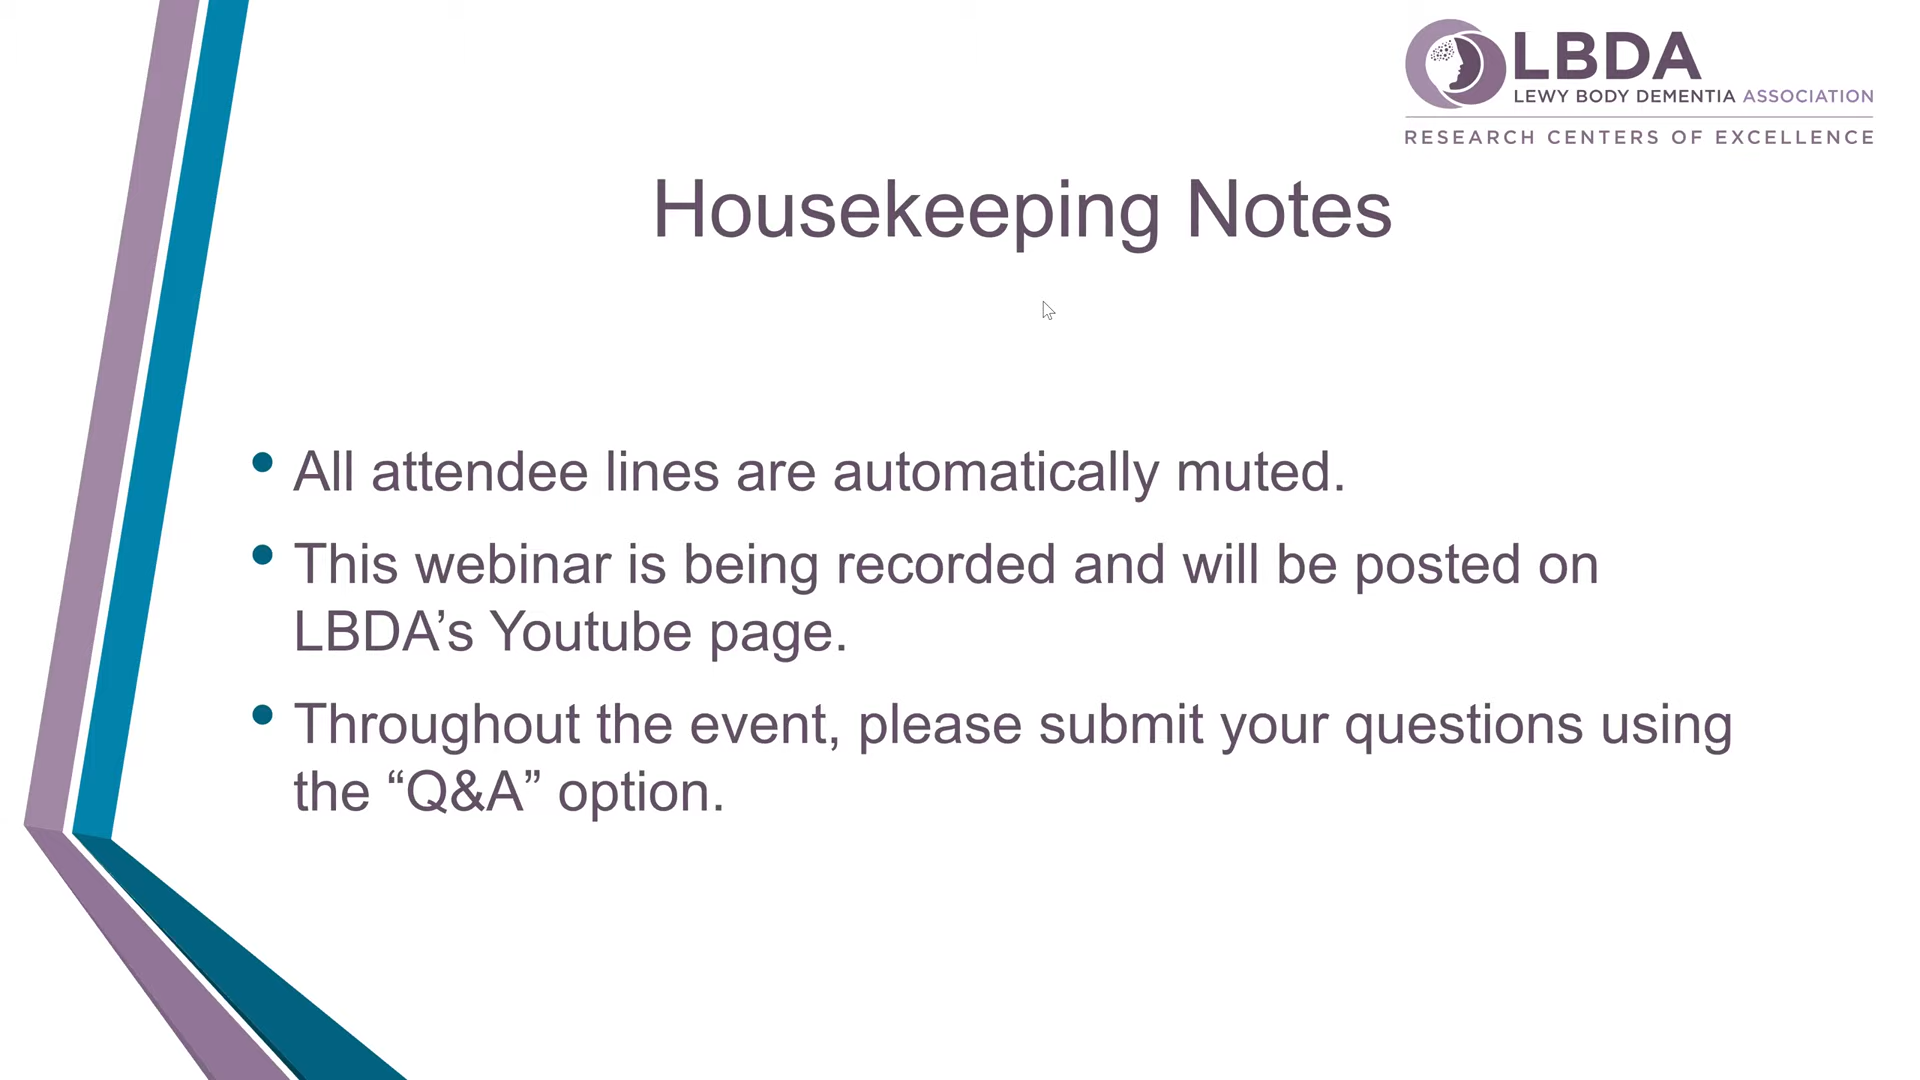 LBDA
LEWY BODY DEMENTIA ASSOCIATION
RESEARCH CENTERS OF EXCELLENCE
Housekeeping Notes
• All attendee lines are automatically muted.
• This webinar is being recorded and will be posted on
LBDA’s Youtube page.
• Throughout the event, please submit your questions using
the “Q&A” option.